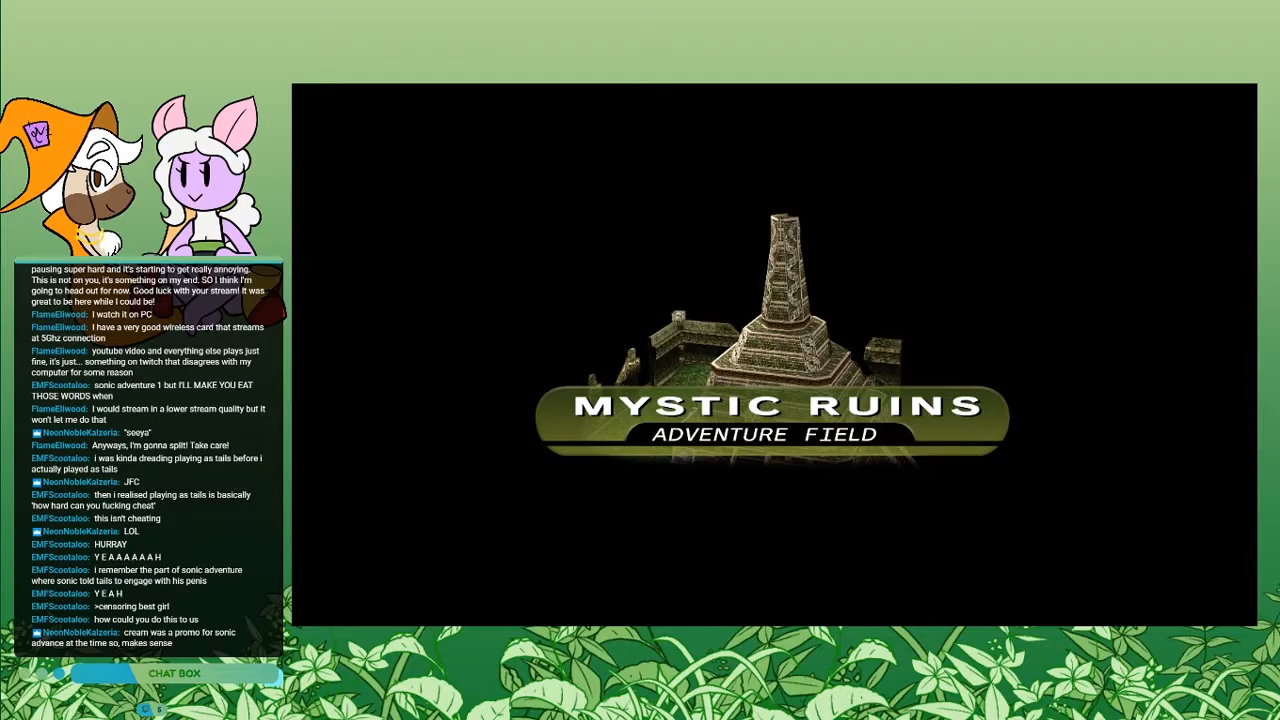 pausing super hard and it's starting to get really annoying.
This is not on you, it's something on my end. SO I think I'm
going to head out for now. Good luck with your stream! It was
great to be here while I could be!
FlameEliwood: I watch it on PC
FlameEliwood: I have a very good wireless card that streams
at 5Ghz connection
FlameEliwood: youtube video and everything else plays just
fine, it's just... something on twitch that disagrees with my
computer for some reason
EMFScootaloo: sonic adventure 1 but I'LL MAKE YOU EAT
THOSE WORDS when
FlameEliwood: I would stream in a lower stream quality but it
won't let me do that
NeonNobleKalzeria: "seeya"
FlameEliwood: Anyways, I'm gonna split! Take care!
EMFScootaloo: i was kinda dreading playing as tails before i
actually played as tails
NeonNobleKalzeria: JFC
EMFScootaloo: then i realised playing as tails is basically
'how hard can you fucking cheat'
EMFScootaloo: this isn't cheating
NeonNobleKalzeria: LOL
EMFScootaloo: HURRAY
EMFScootaloo: Y E A A A A A A H
EMFScootaloo: i remember the part of sonic adventure
where sonic told tails to engage with his penis
EMFScootaloo: Y E A H
EMFScootaloo: >censoring best girl
EMFScootaloo: how could you do this to us
NeonNobleKalzeria: cream was a promo for sonic
advance at the time so, makes sense
CHAT BOX
5
MYSTIC RUINS
ADVENTURE FIELD